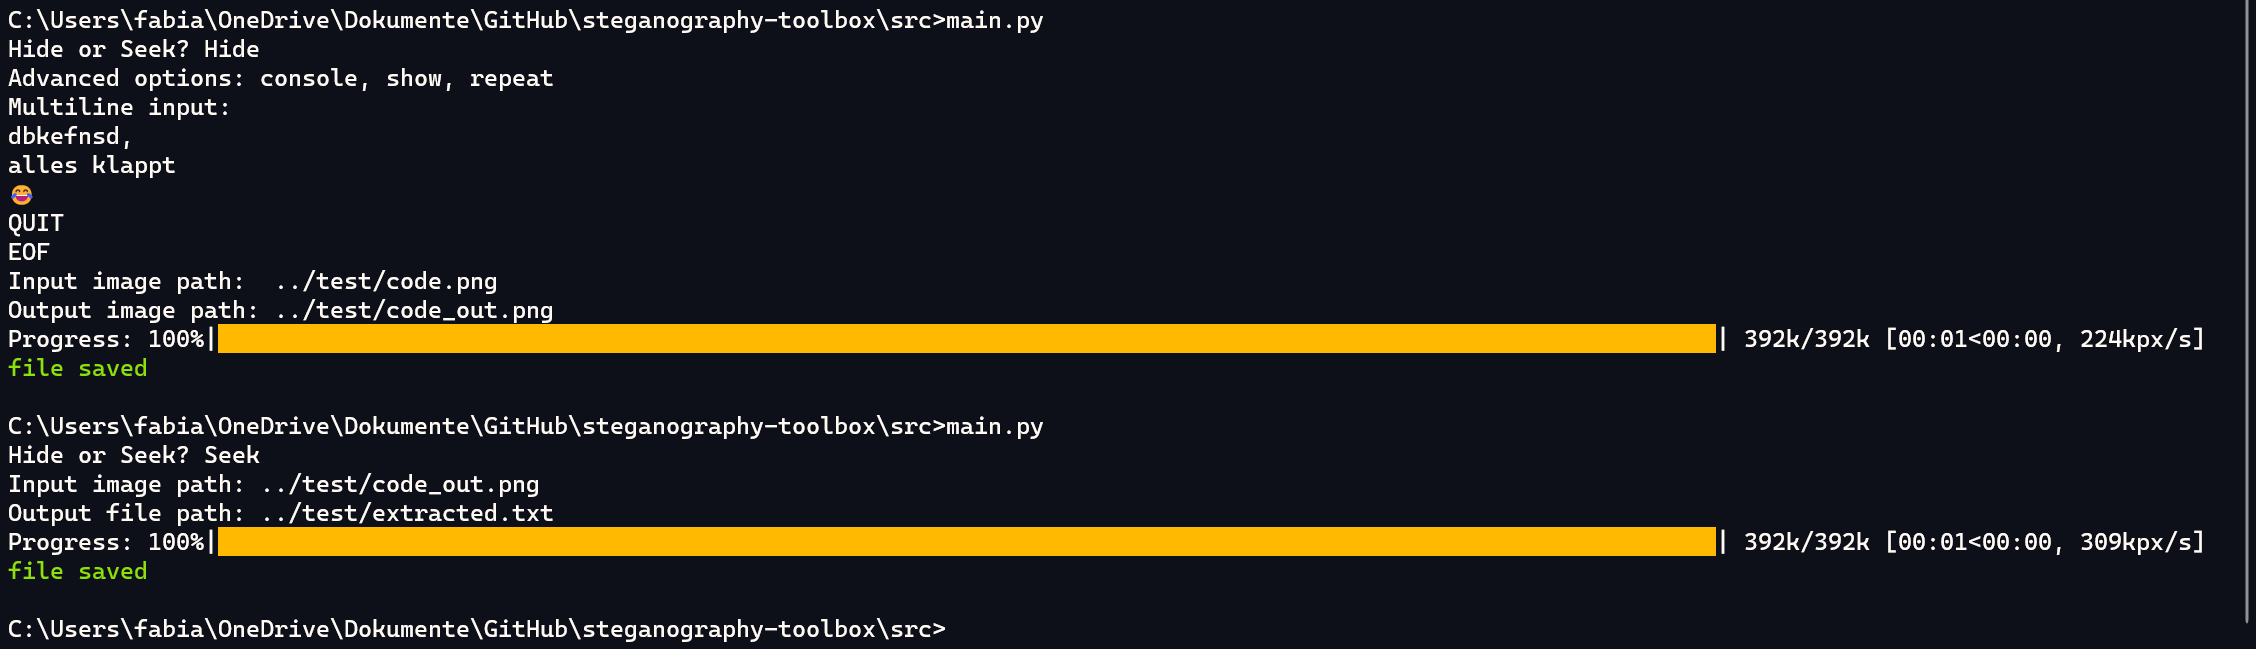 C:\Users\fabia\OneDrive\Dokumente\GitHub\steganography-toolbox\src>main.py
Hide or Seek? Hide
Advanced options: console, show, repeat
Multiline input:
dbkefnsd,
alles klappt
😂
QUIT
EOF
Input image path:  ../test/code.png
Output image path: ../test/code_out.png
Progress: 100%|| 392k/392k [00:01<00:00, 224kpx/s]
file saved
C:\Users\fabia\OneDrive\Dokumente\GitHub\steganography-toolbox\src>main.py
Hide or Seek? Seek
Input image path: ../test/code_out.png
Output file path: ../test/extracted.txt
Progress: 100%|| 392k/392k [00:01<00:00, 309kpx/s]
file saved
C:\Users\fabia\OneDrive\Dokumente\GitHub\steganography-toolbox\src>